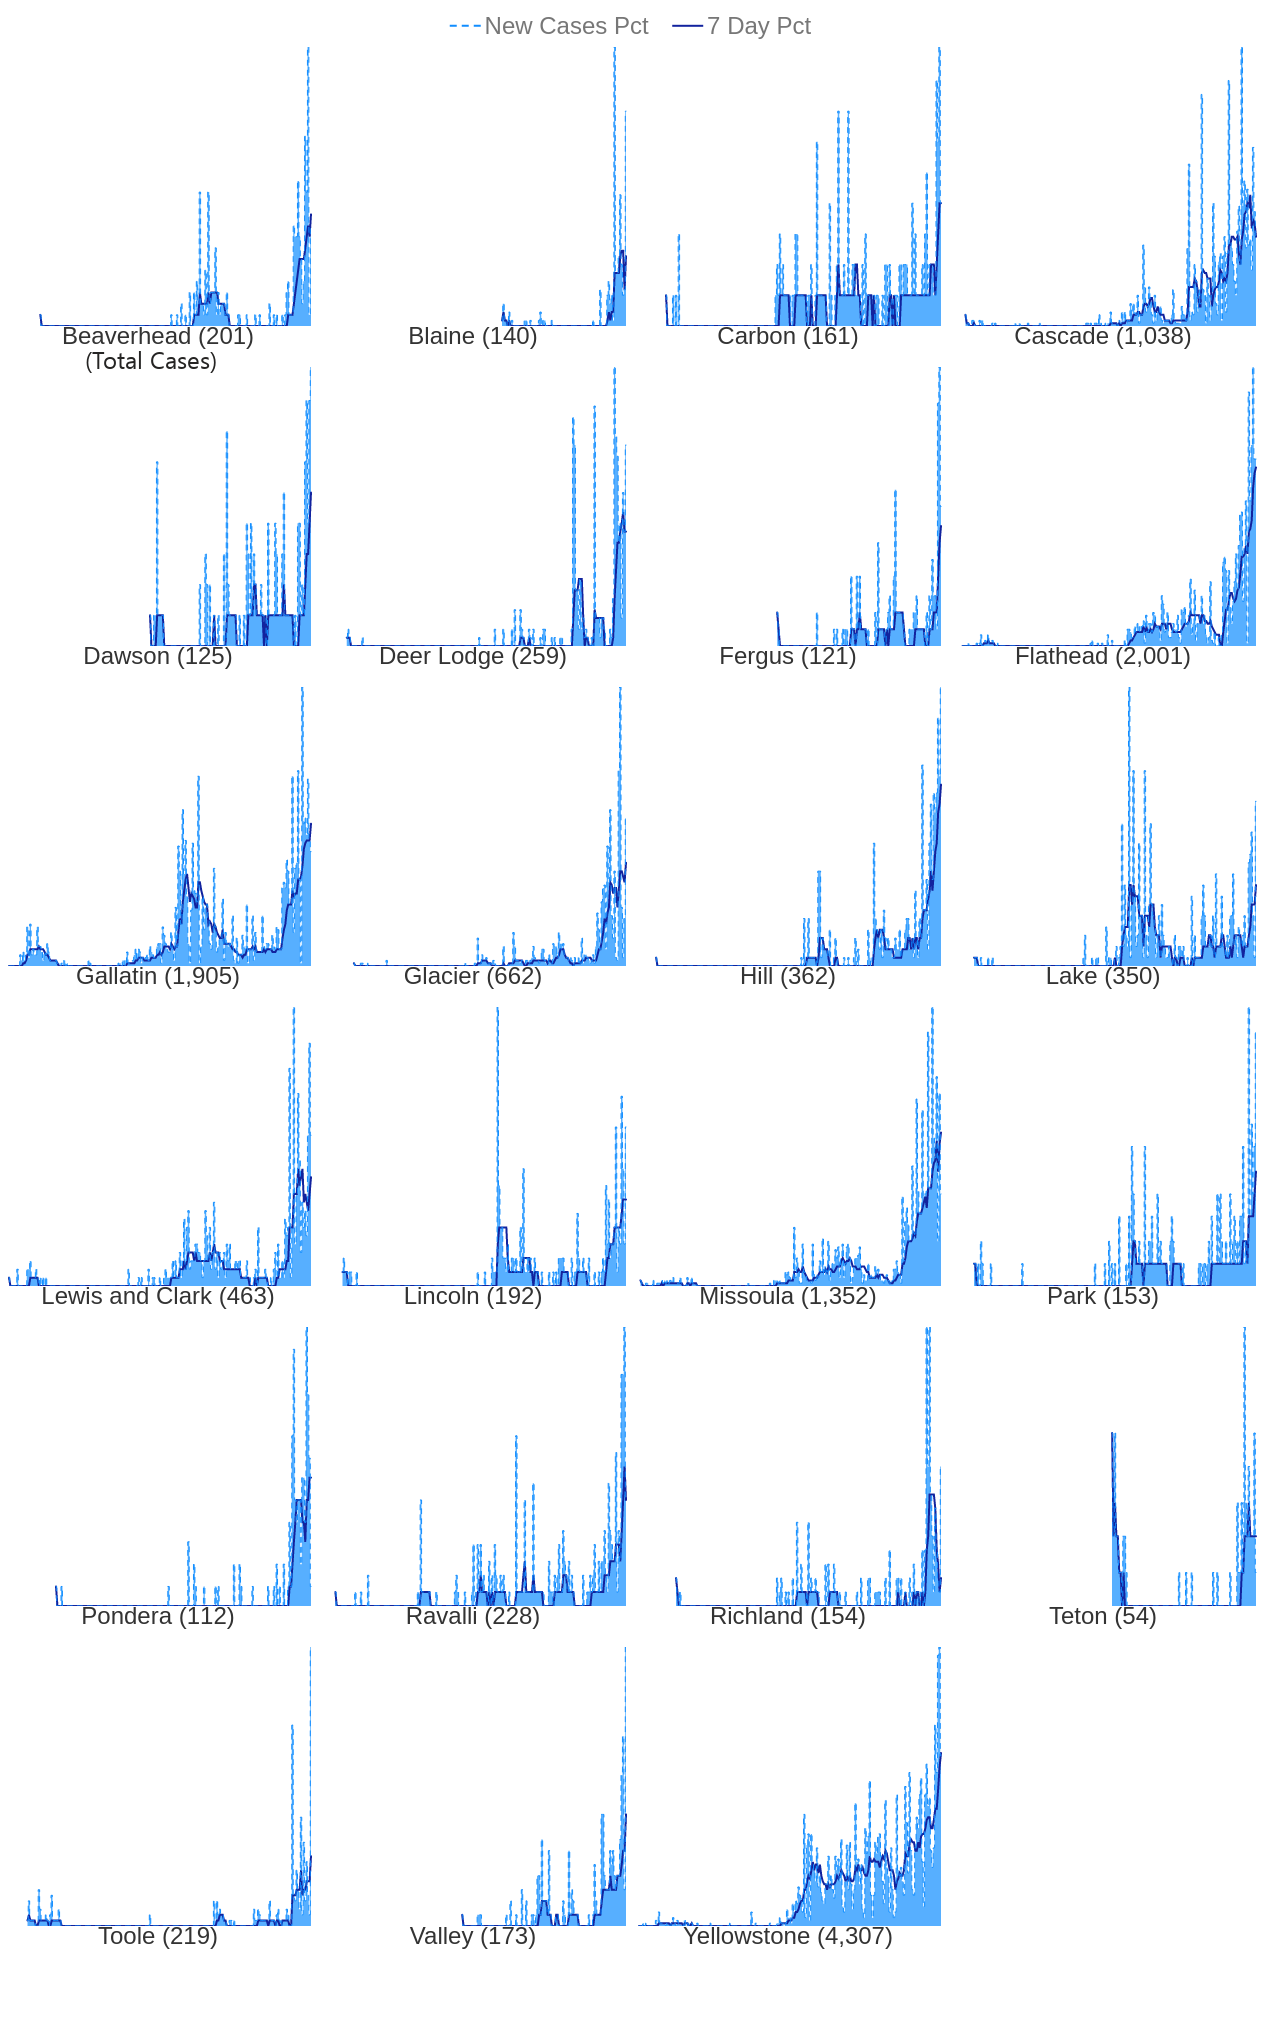 New Cases Pct 7 Day Pct
Beaverhead (201) Blaine (140) Carbon (161) Cascade (1,038)
(Total Cases)
Dawson (125) Deer Lodge (259) Fergus (121) Flathead (2,001)
Gallatin (1,905) Glacier (662) Hill (362) Lake (350)
Lewis and Clark (463) Lincoln (192) Missoula (1,352) Park (153)
Pondera (112) Ravalli (228) Richland (154) Teton (54)
Toole (219) Valley (173) Yellowstone (4,307)